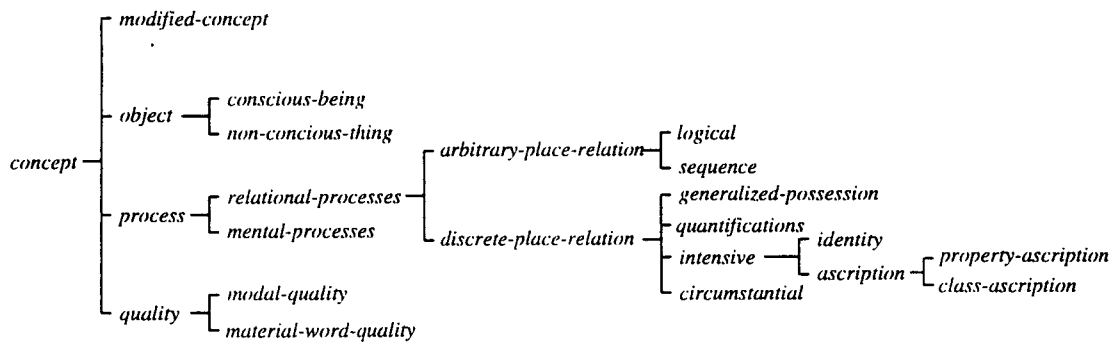 modified-concept
object
conscious-being
non-concious-thing
concept
process
relational-processes
mental-processes
arbitrary-place-relation
logical
sequence
discrete-place-relation
generalized-possession
quantifications
intensive
identity
ascription
property-ascription
class-ascription
circumstantial
quality
modal-quality
material-word-quality